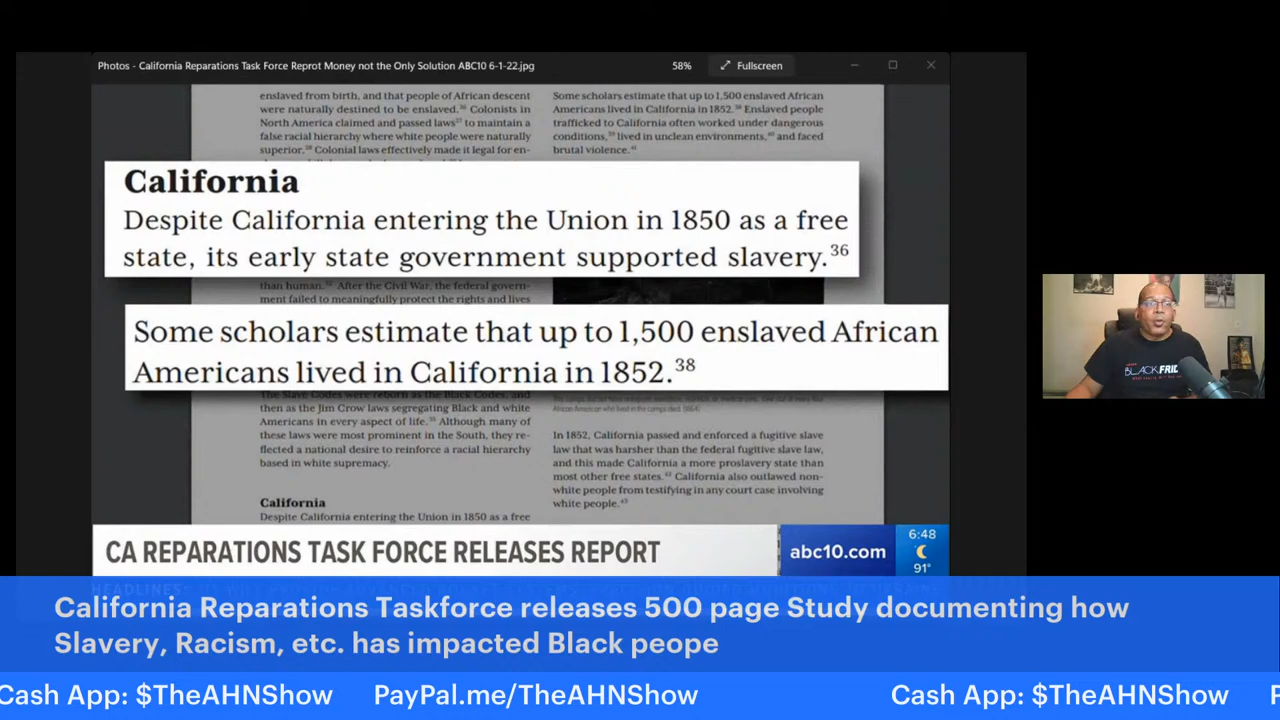 Photos - California Reparations Task Force Reprot Money not the Only Solution ABC10 6-1-22.jpg
58%
Fullscreen
enslaved from birth, and that people of African descent
were naturally destined to be enslaved.
Colonists in
North America claimed and passed laws
to maintain a
false racial hierarchy where white people were naturally
superior.
Colonial laws effectively made it legal for en-
Some scholars estimate that up to 1,500 enslaved African
Americans lived in California in 1852.38 Enslaved people
trafficked to California often worked under dangerous
conditions,39 lived in unclean environments,40 and faced
brutal violence.41
California
Despite California entering the Union in 1850 as a free
state, its early state government supported slavery.36
than human.
After the Civil War, the federal govern-
ment failed to meaningfully protect the rights and lives
Some scholars estimate that up to 1,500 enslaved African
Americans lived in California in 1852.38
The Slave Codes were reborn as the Black Codes, and
then as the Jim Crow laws segregating Black and white
Americans in every aspect of life.
Although many of
these laws were most prominent in the South, they re-
flected a national desire to reinforce a racial hierarchy
based in white supremacy.
California
Despite California entering the Union in 1850 as a free
In 1852, California passed and enforced a fugitive slave
law that was harsher than the federal fugitive slave law,
and this made California a more proslavery state than
most other free states.42 California also outlawed non-
white people from testifying in any court case involving
white people.43
CA REPARATIONS TASK FORCE RELEASES REPORT
abc10.com
6:48
91°
BLACK FRID
California Reparations Taskforce releases 500 page Study documenting how
Slavery, Racism, etc. has impacted Black peope
Cash App: $TheAHNShow PayPal.me/TheAHNShow Cash App: $TheAHNShow P